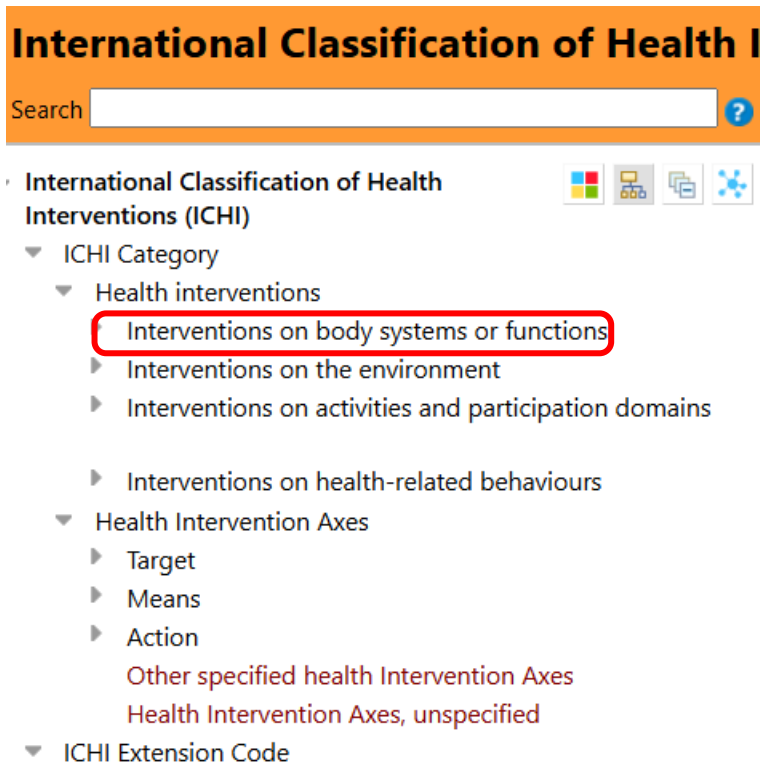 International Classification of Health I
Search
?
International Classification of Health
Interventions (ICHI)
ICHI Category
Health interventions
Interventions on body systems or functions
Interventions on the environment
Interventions on activities and participation domains
Interventions on health-related behaviours
Health Intervention Axes
Target
Means
Action
Other specified health Intervention Axes
Health Intervention Axes, unspecified
ICHI Extension Code